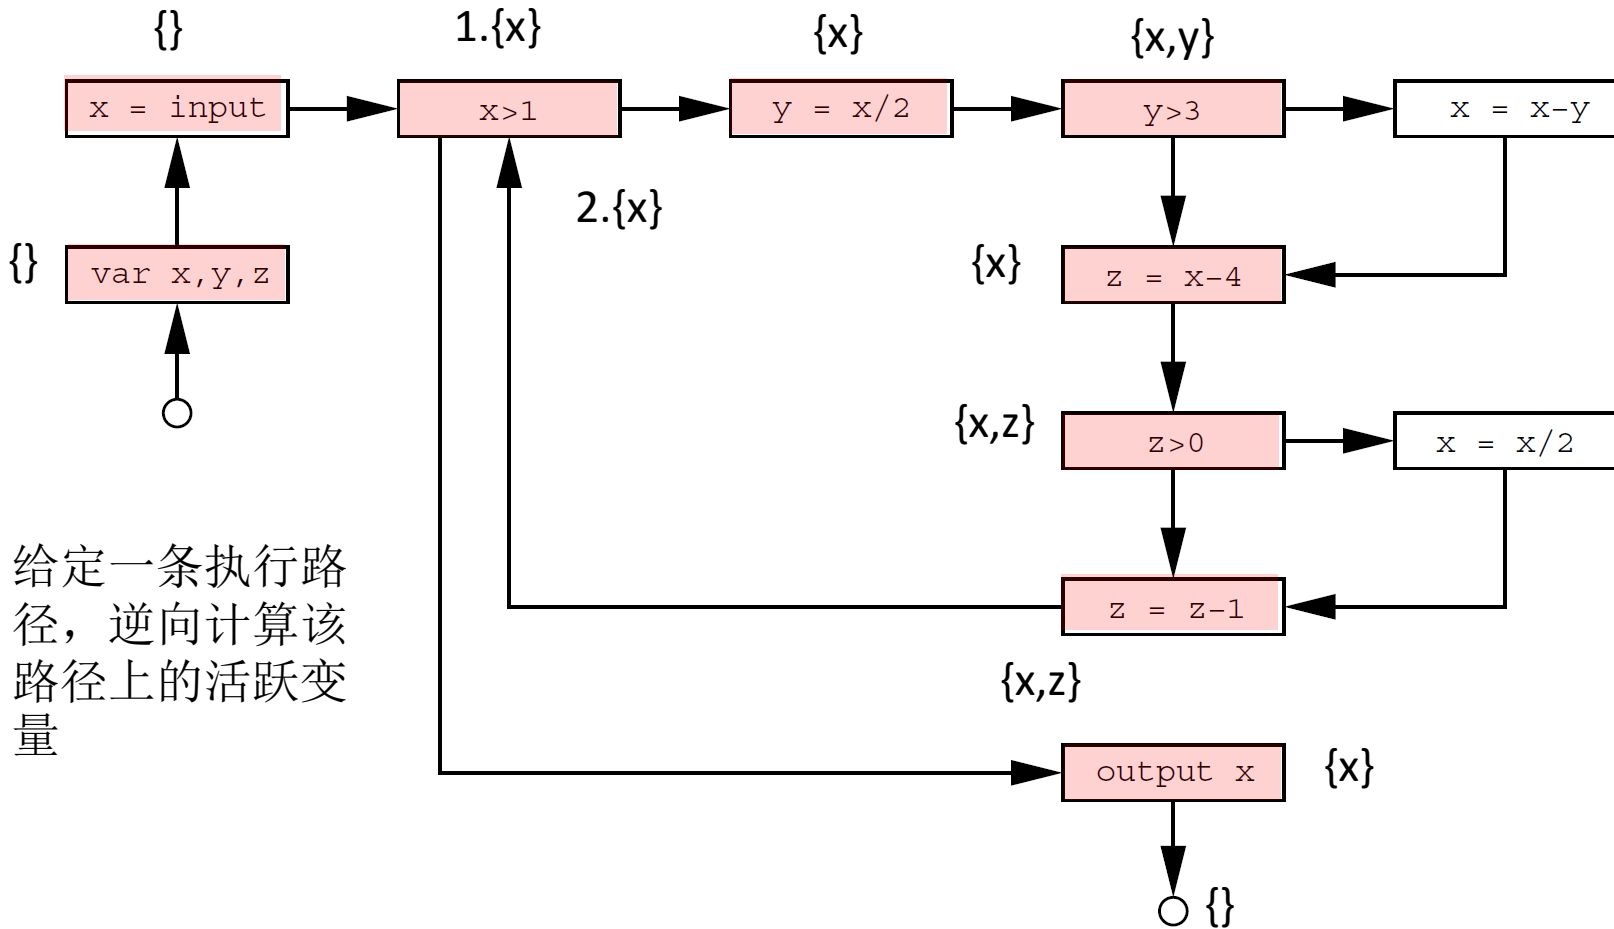 {}
1.{x}
{x}
{x,y}
x = input
x>1
y = x/2
y>3
x = x-y
2.{x}
{}
var x,y,z
{x}
z = x-4
{x,z}
z>0
x = x/2
给定一条执行路
径，逆向计算该
路径上的活跃变
量
z = z-1
{x,z}
output x
{x}
{}